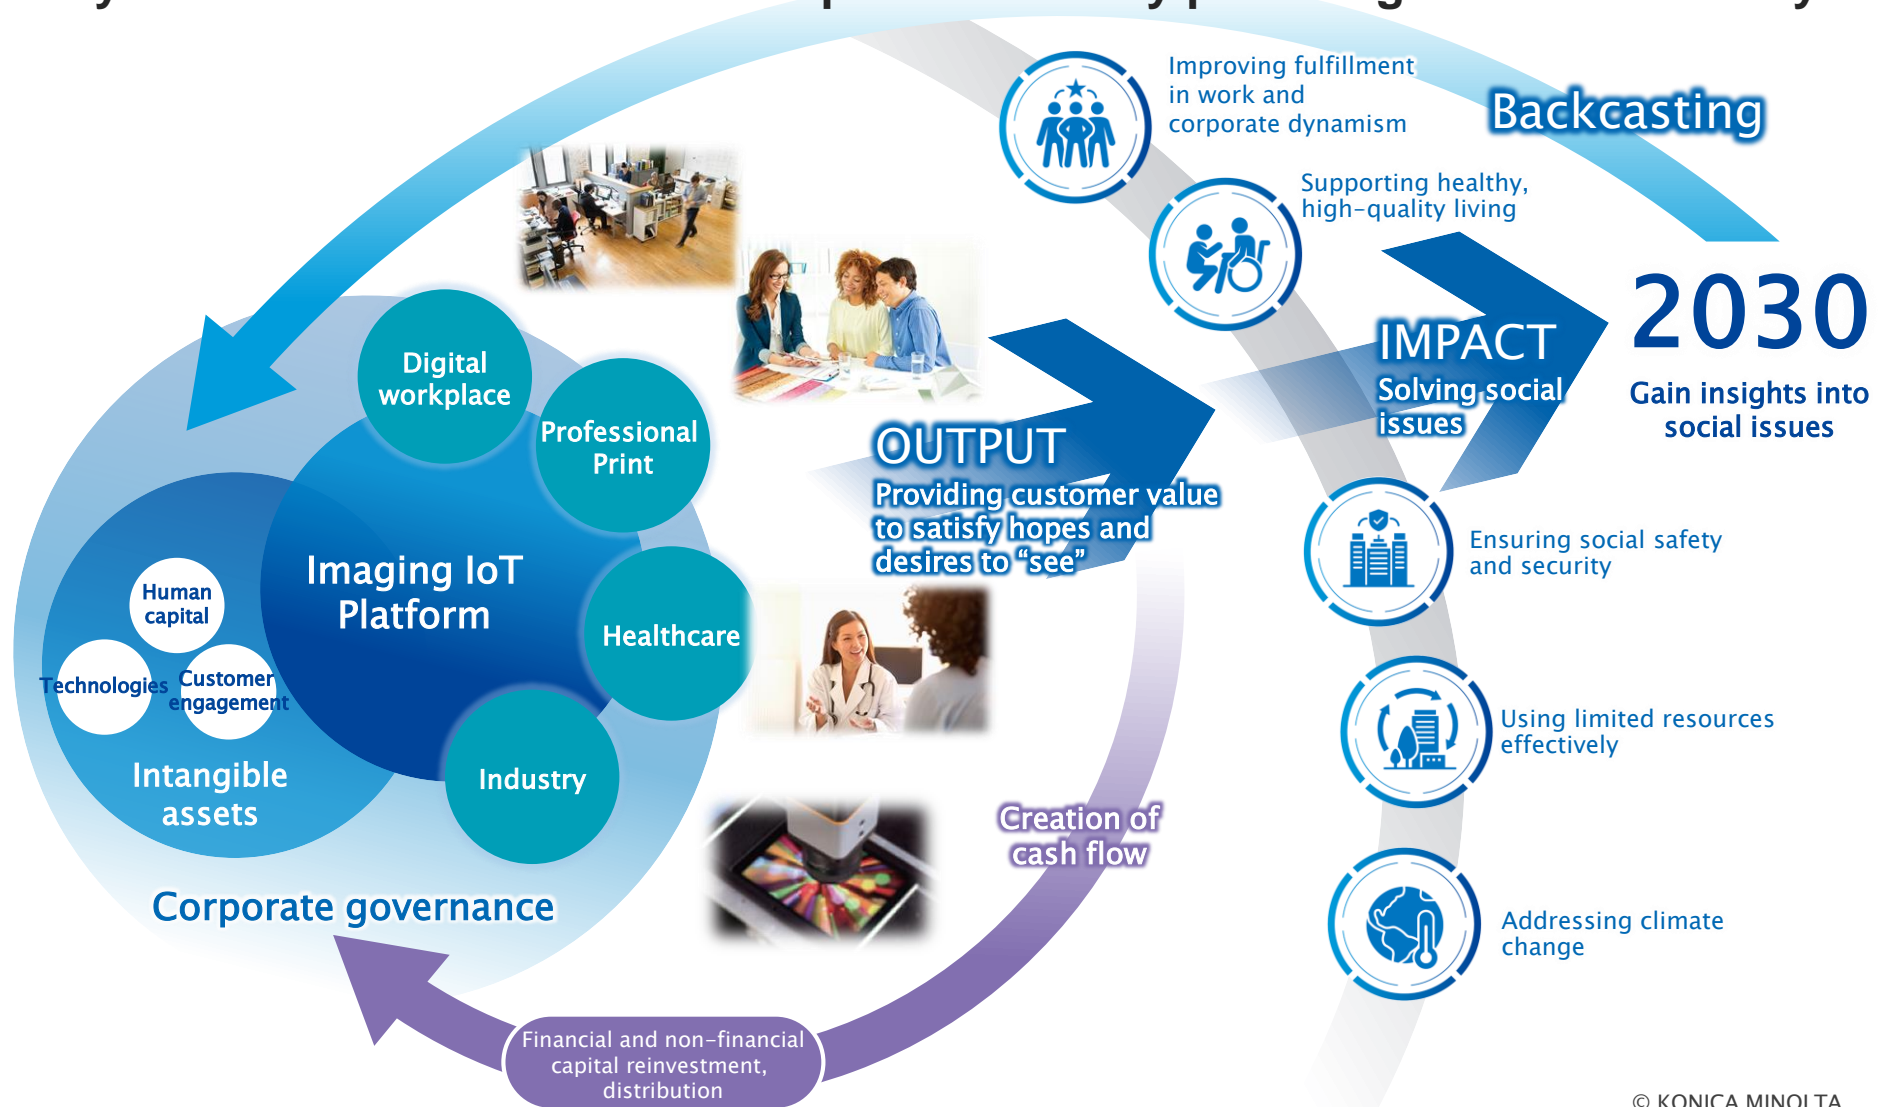 Improving fulfillment
in work and
corporate dynamism
Backcasting
Supporting healthy,
high-quality living
2030
Gain insights into
social issues
IMPACT
Solving social
issues
Digital
workplace
Professional
Print
OUTPUT
Providing customer value
to satisfy hopes and
desires to “see”
Imaging IoT
Platform
Human
capital
Technologies
Customer
engagement
Healthcare
Ensuring social safety
and security
Intangible
assets
Industry
Using limited resources
effectively
Creation of
cash flow
Corporate governance
Addressing climate
change
Financial and non-financial
capital reinvestment,
distribution
© KONICA MINOLTA